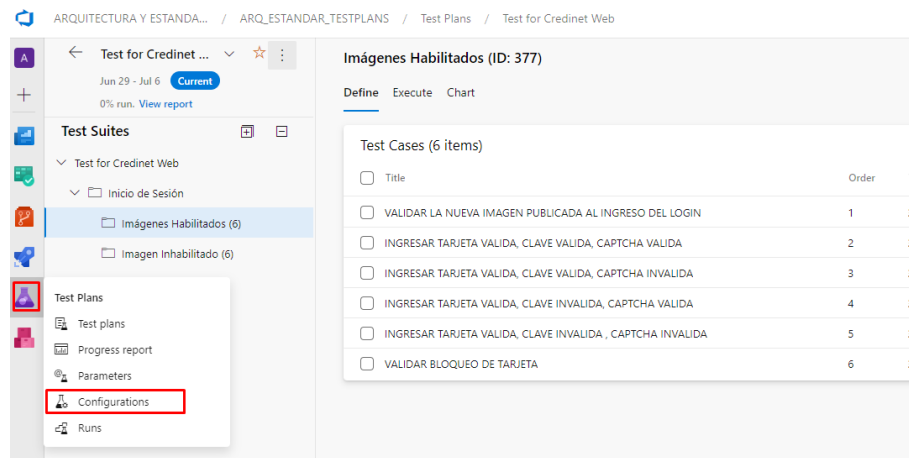 ARQUITECTURA Y ESTANDA... / ARQ_ESTANDAR_TESTPLANS / Test Plans / Test for Credinet Web
A
Test for Credinet ...
Jun 29 - Jul 6 Current
0% run. View report
Test Suites
Test for Credinet Web
Inicio de Sesión
Imágenes Habilitados (6)
Imagen Inhabilitado (6)
Test Plans
Test plans
Progress report
Parameters
Configurations
Runs
Imágenes Habilitados (ID: 377)
Define Execute Chart
Test Cases (6 items)
Title Order
VALIDAR LA NUEVA IMAGEN PUBLICADA AL INGRESO DEL LOGIN 1
INGRESAR TARJETA VALIDA, CLAVE VALIDA, CAPTCHA VALIDA 2
INGRESAR TARJETA VALIDA, CLAVE VALIDA, CAPTCHA INVALIDA 3
INGRESAR TARJETA VALIDA, CLAVE INVALIDA, CAPTCHA VALIDA 4
INGRESAR TARJETA VALIDA, CLAVE INVALIDA , CAPTCHA INVALIDA 5
VALIDAR BLOQUEO DE TARJETA 6